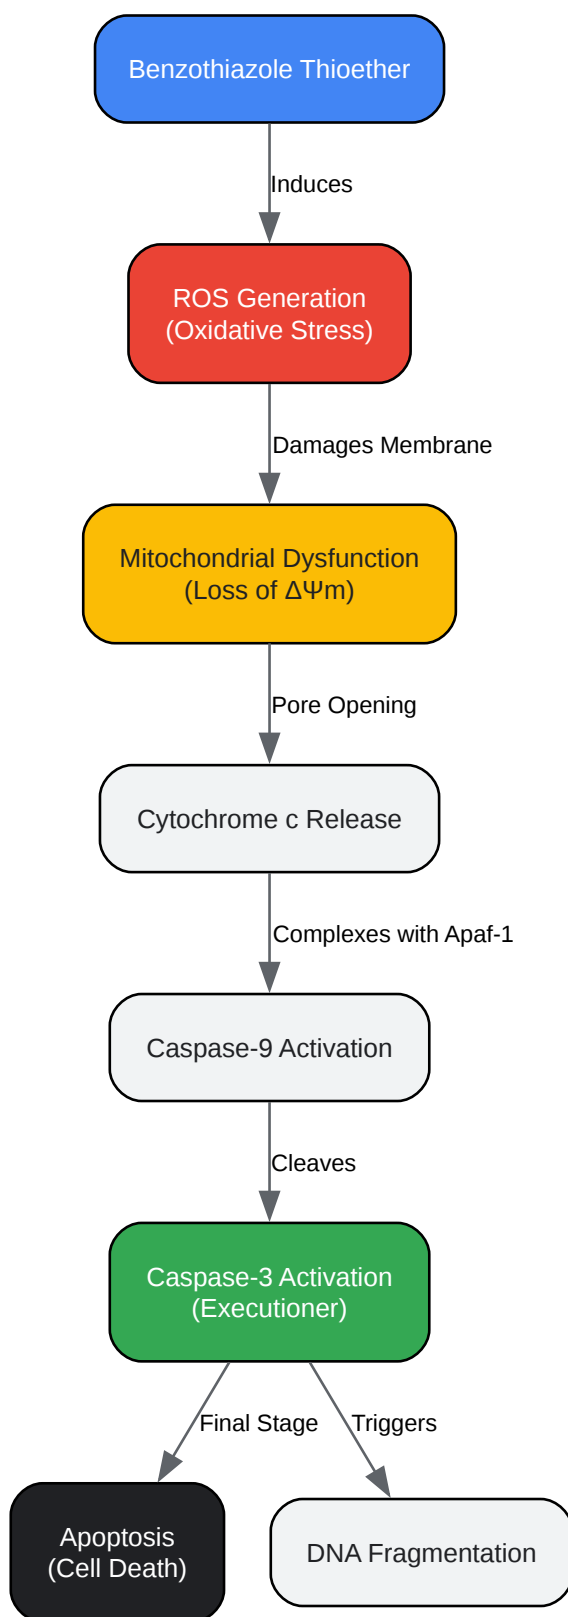 Benzothiazole Thioether
Induces
ROS Generation
(Oxidative Stress)
Damages Membrane
Mitochondrial Dysfunction
(Loss of ΔΨm)
Pore Opening
Cytochrome c Release
Complexes with Apaf-1
Caspase-9 Activation
Cleaves
Caspase-3 Activation
(Executioner)
Final Stage
Triggers
Apoptosis
(Cell Death)
DNA Fragmentation